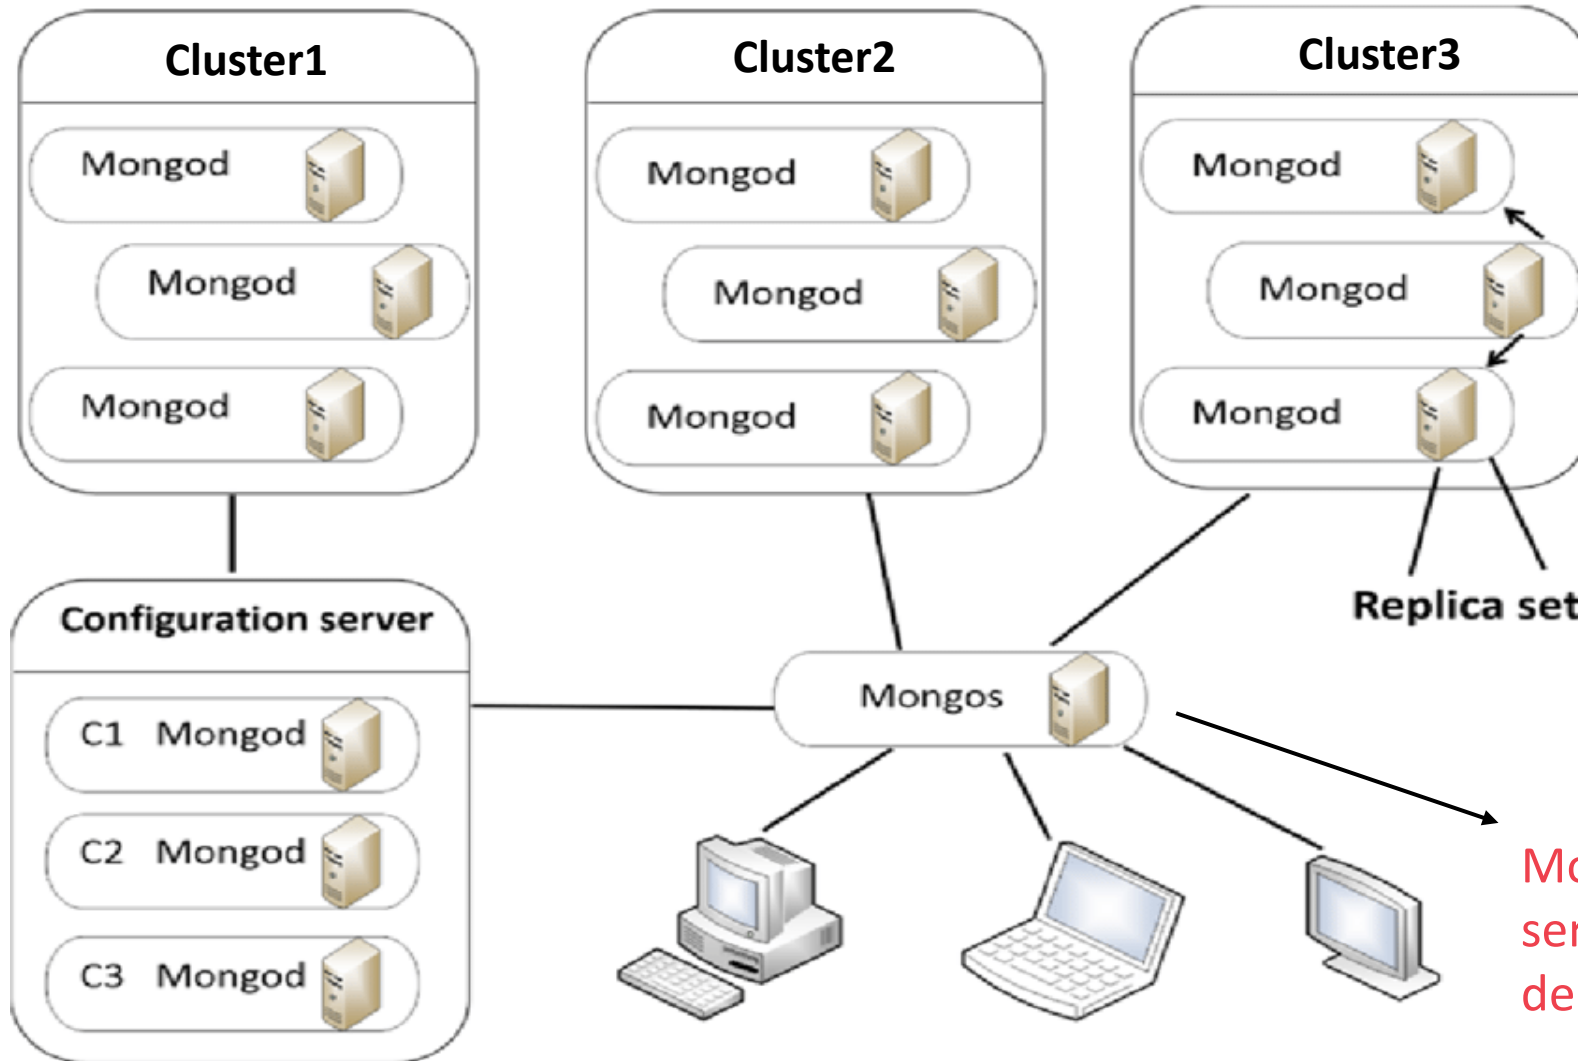 Cluster1
Mongod
Mongod
Mongod
Cluster2
Mongod
Mongod
Mongod
Cluster3
Mongod
Mongod
Mongod
Replica set
Configuration server
C1 Mongod
C2 Mongod
C3 Mongod
Mongos